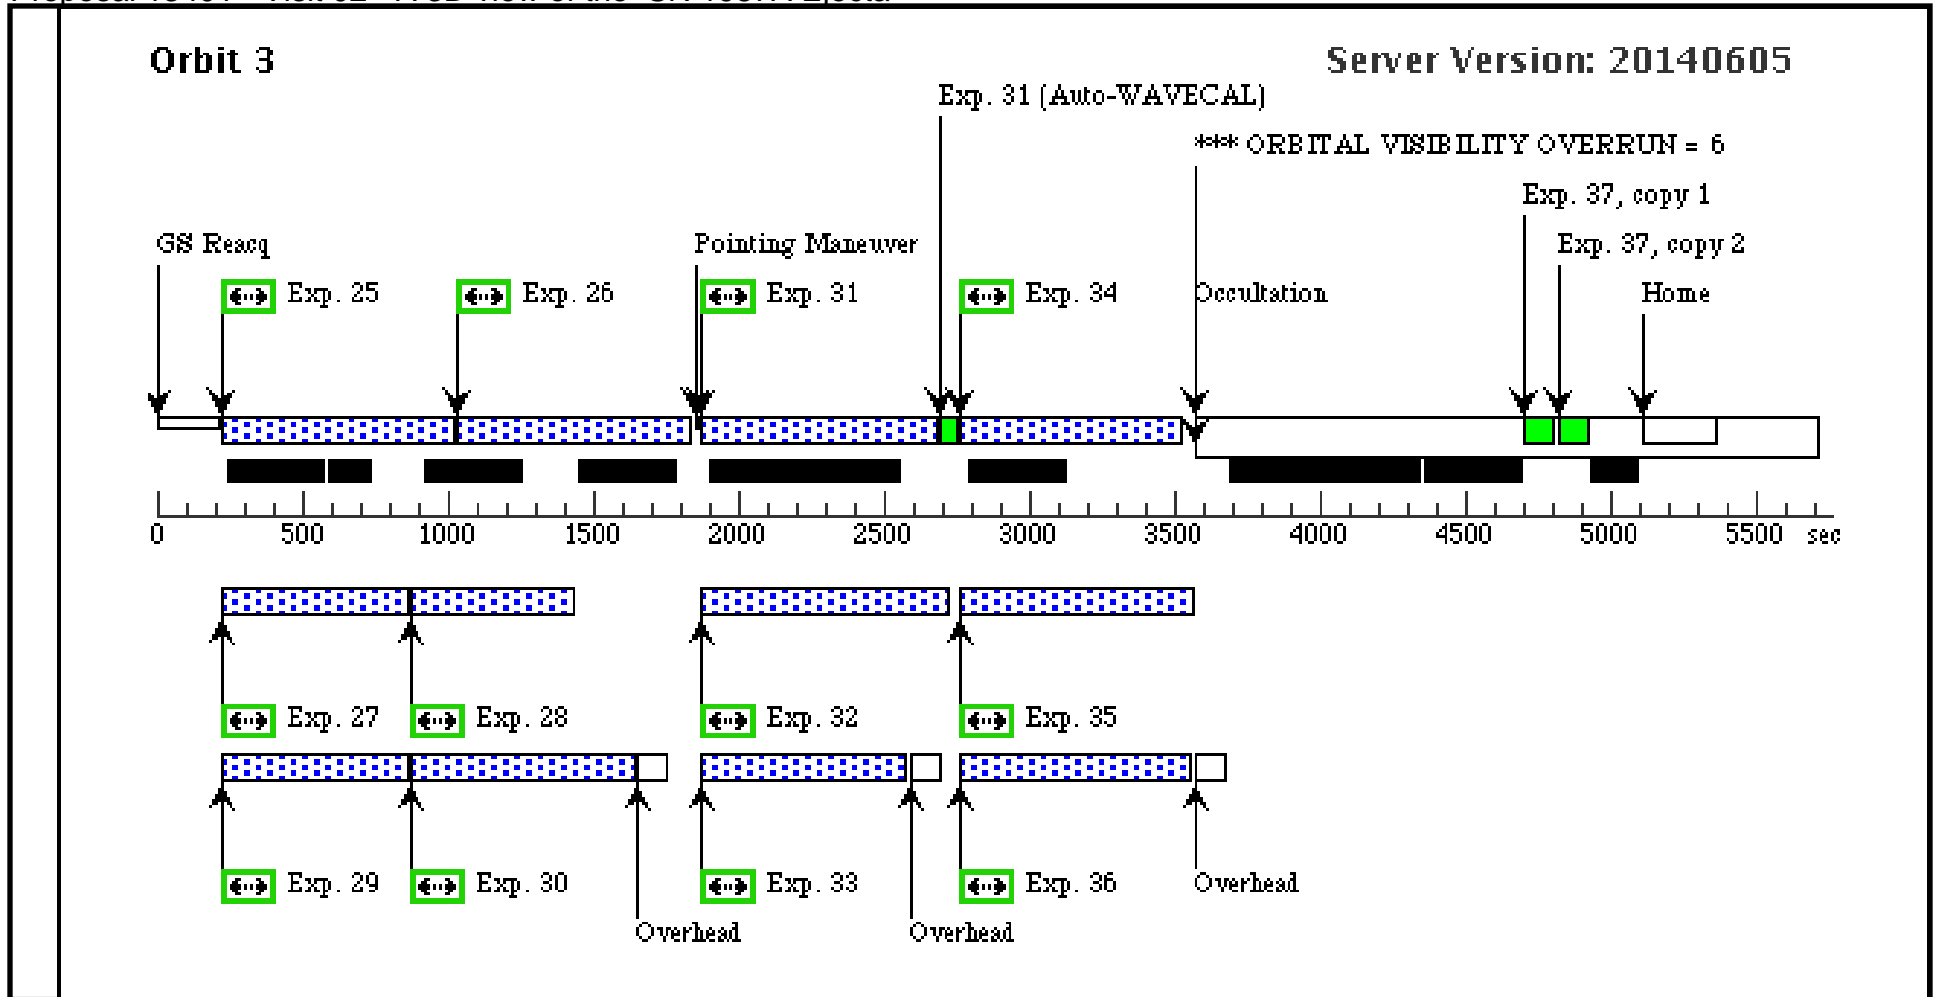 Orbit 3
Server Version: 20140605
Exp. 31 (Auto-WAVECAL)
*** ORBITAL VISIBILITY OVERRUN = 6
Exp. 37, copy 1
GS Reacq
Pointing Maneuver
Exp. 37, copy 2
Exp. 25
Exp. 26
Exp. 31
Exp. 34
Occultation
Home
0 500 1000 1500 2000 2500 3000 3500 4000 4500 5000 5500 sec
Exp. 27
Exp. 28
Exp. 32
Exp. 35
Exp. 29
Exp. 30
Exp. 33
Exp. 36
Overhead
Overhead
Overhead